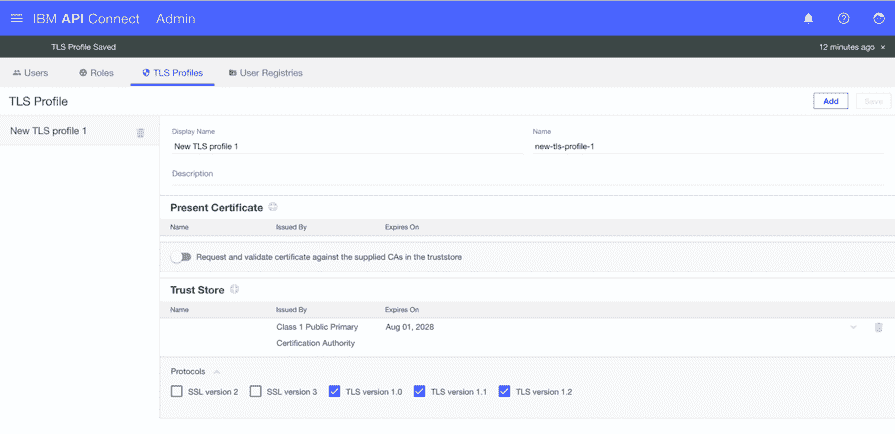 IBM API Connect Admin
TLS Profile Saved 12 minutes ago ×
Users Roles TLS Profiles User Registries
TLS Profile Add Save
New TLS profile 1
Display Name Name
New TLS profile 1 new-tls-profile-1
Description
Present Certificate
Name Issued By Expires On
Request and validate certificate against the supplied CAs in the truststore
Trust Store
Name Issued By Expires On
Class 1 Public Primary Aug 01, 2028
Certification Authority
Protocols
SSL version 2 SSL version 3 TLS version 1.0 TLS version 1.1 TLS version 1.2